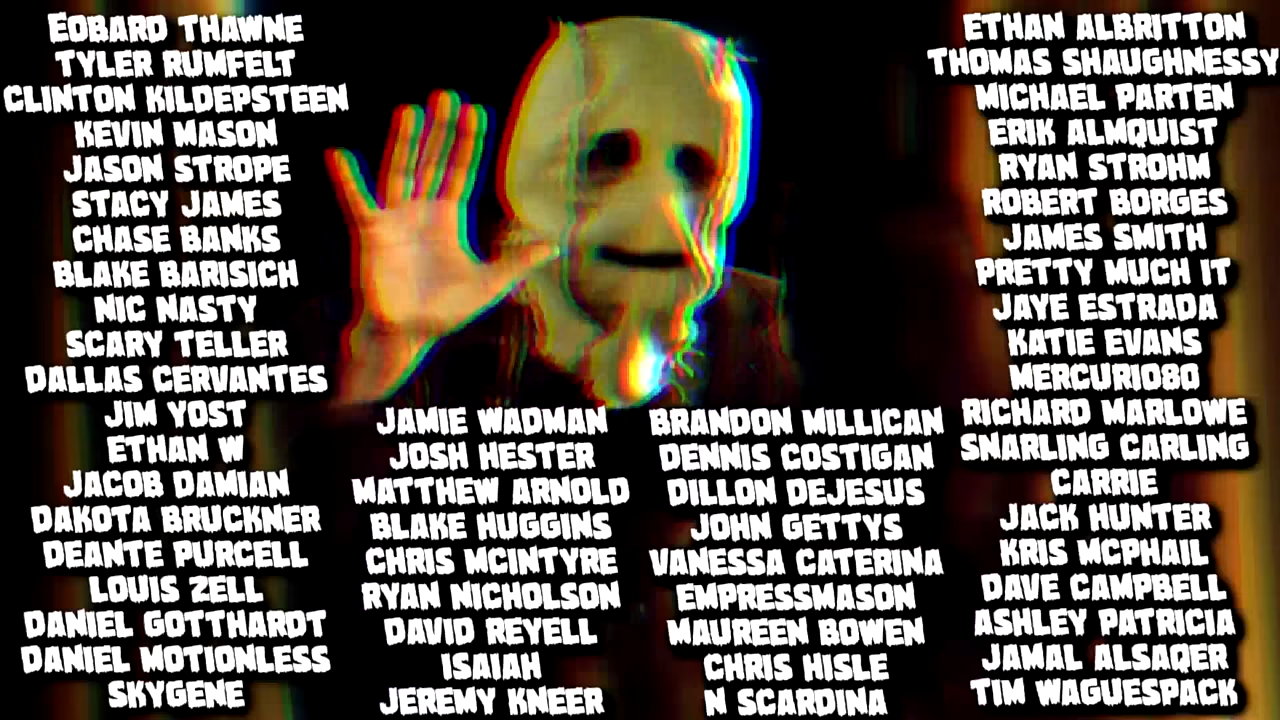 EOBARD THAWNE
TYLER RUMFELT
CLINTON KILDEPSTEEN
KEVIN MASON
JASON STROPE
STACY JAMES
CHASE BANKS
BLAKE BARISICH
NIC NASTY
SCARY TELLER
DALLAS CERVANTES
JIM YOST
ETHAN W
JACOB DAMIAN
DAKOTA BRUCKNER
DEANTE PURCELL
LOUIS ZELL
DANIEL GOTTHARDT
DANIEL MOTIONLESS
SKYGENE
JAMIE WADMAN
JOSH HESTER
MATTHEW ARNOLD
BLAKE HUGGINS
CHRIS MCINTYRE
RYAN NICHOLSON
DAVID REYELL
ISAIAH
JEREMY KNEER
BRANDON MILLICAN
DENNIS COSTIGAN
DILLON DEJESUS
JOHN GETTYS
VANESSA CATERINA
EMPRESSMASON
MAUREEN BOWEN
CHRIS HISLE
N SCARDINA
ETHAN ALBRITTON
THOMAS SHAUGHNESSY
MICHAEL PARTEN
ERIK ALMQUIST
RYAN STROHM
ROBERT BORGES
JAMES SMITH
PRETTY MUCH IT
JAYE ESTRADA
KATIE EVANS
MERCURIO80
RICHARD MARLOWE
SNARLING CARLING
CARRIE
JACK HUNTER
KRIS MCPHAIL
DAVE CAMPBELL
ASHLEY PATRICIA
JAMAL ALSAQER
TIM WAGUESPACK